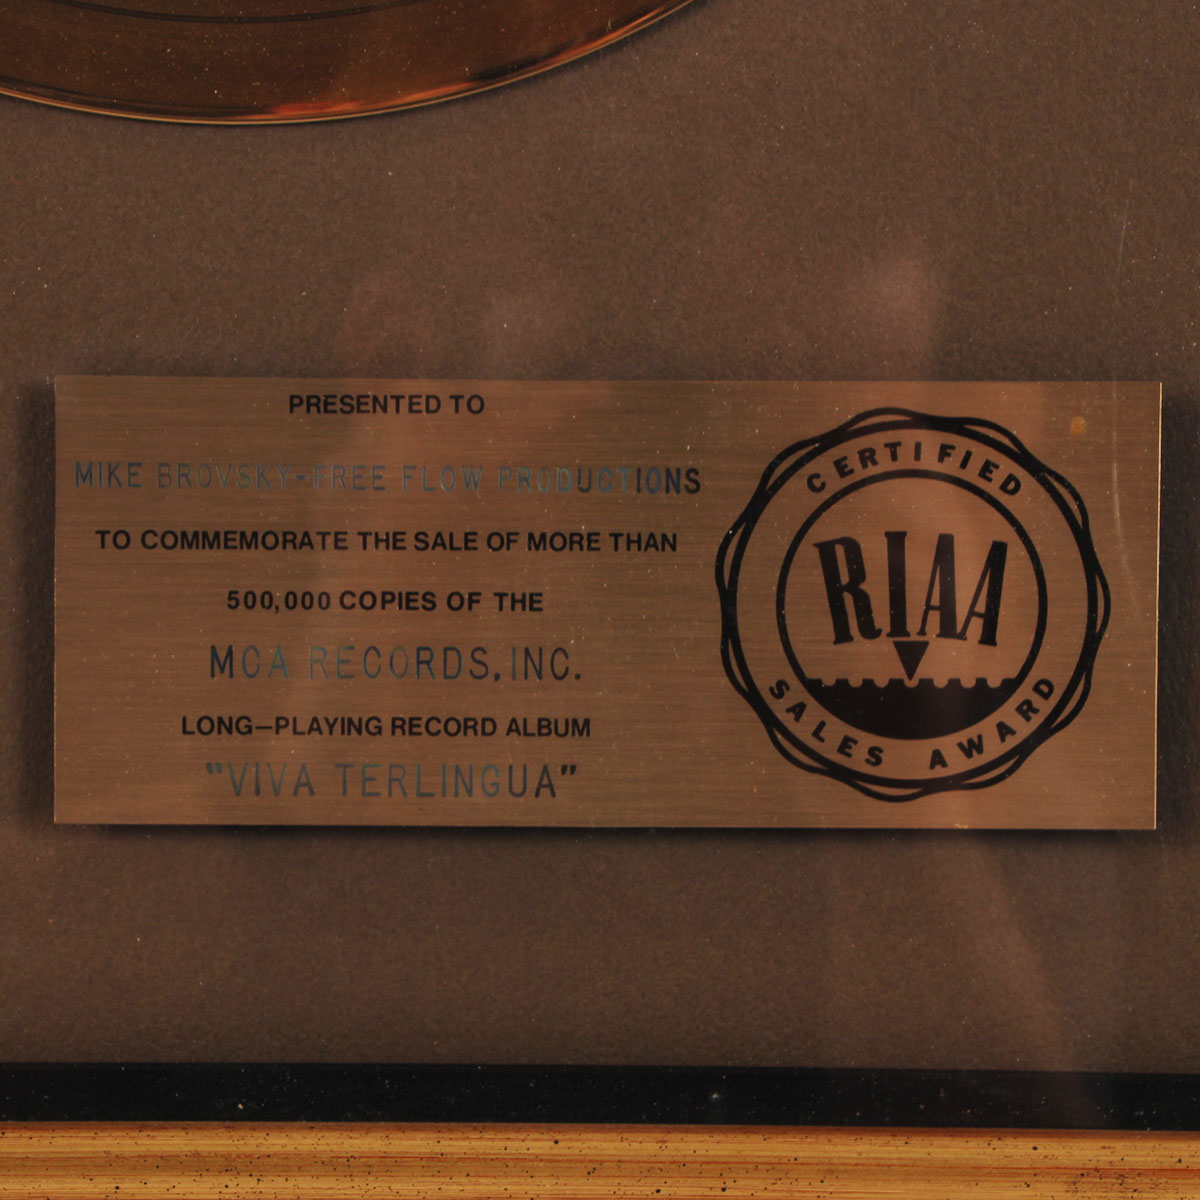 PRESENTED TO
MIKE BROVSKY-FREE FLOW PRODUCTIONS
TO COMMEMORATE THE SALE OF MORE THAN
500,000 COPIES OF THE
MCA RECORDS, INC.
LONG-PLAYING RECORD ALBUM
"VIVA TERLINGUA"
CERTIFIED
RIAA
SALES AWARD